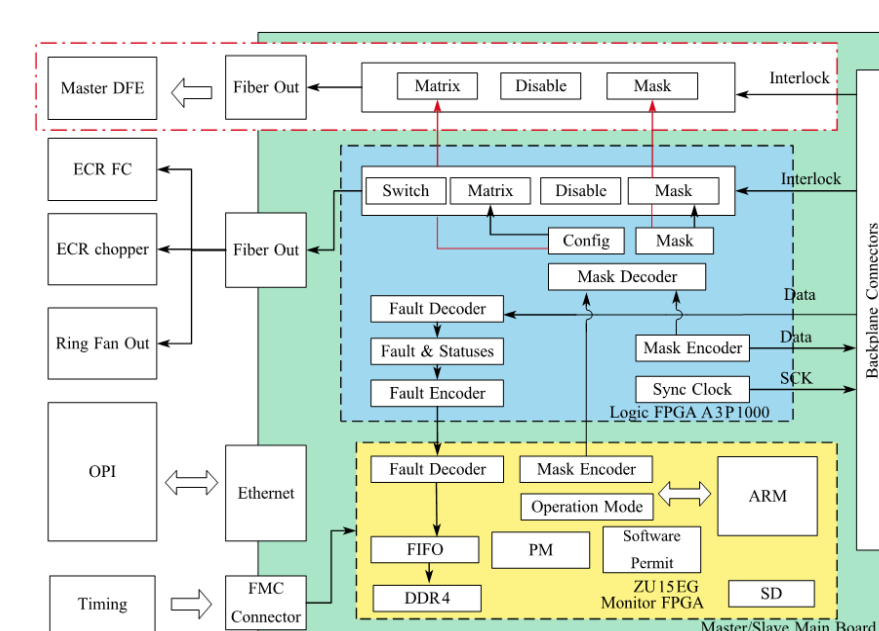 Master DFE
Fiber Out
Matrix
Disable
Mask
Interlock
ECR FC
ECR chopper
Ring Fan Out
Fiber Out
Switch
Matrix
Disable
Mask
Interlock
Config
Mask
Mask Decoder
Fault Decoder
Data
Fault & Statuses
Mask Encoder
Data
Fault Encoder
Sync Clock
SCK
Logic FPGA A3P1000
Backplane Connectors
OPI
Ethernet
Fault Decoder
Mask Encoder
Operation Mode
ARM
FIFO
PM
Software
Permit
DDR4
ZU15EG
Monitor FPGA
SD
Timing
FMC
Connector
Master/Slave Main Board